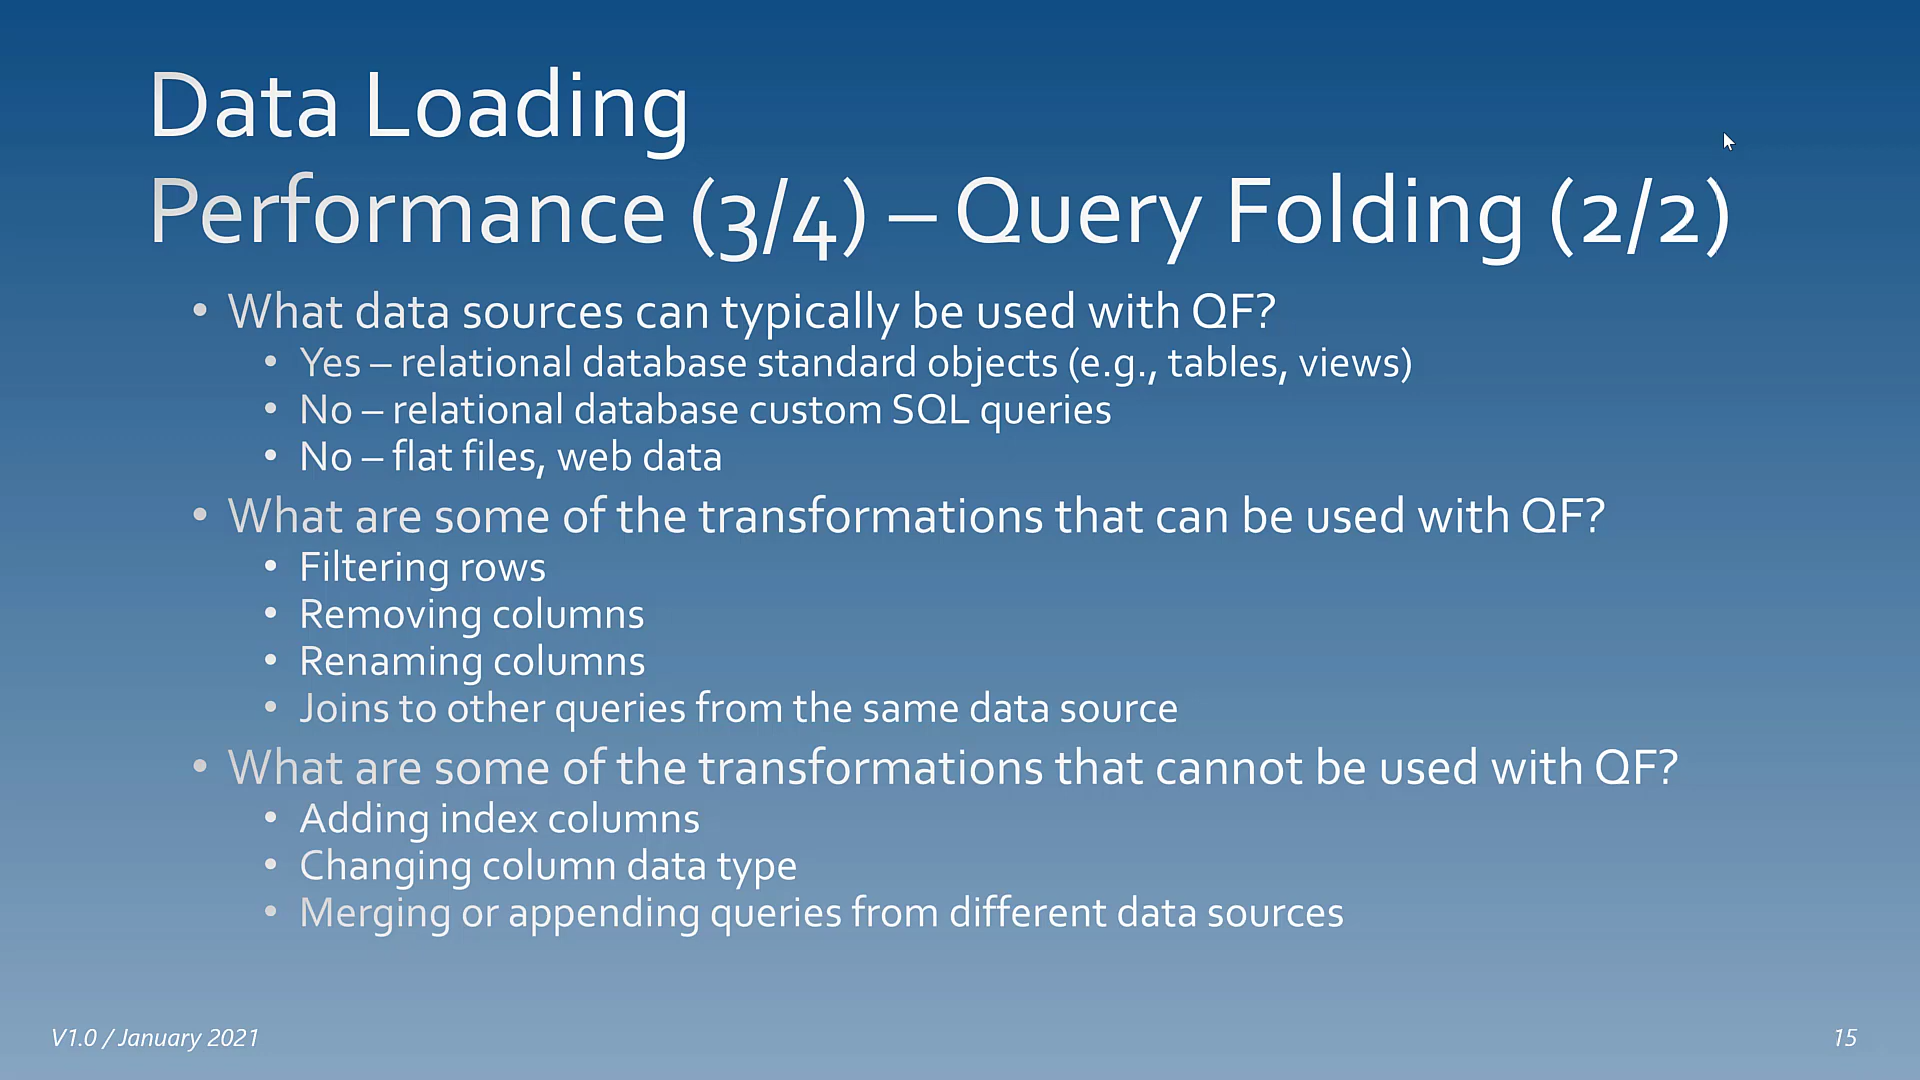 Data Loading
Performance (3/4) – Query Folding (2/2)
• What data sources can typically be used with QF?
• Yes – relational database standard objects (e.g., tables, views)
• No – relational database custom SQL queries
• No – flat files, web data
• What are some of the transformations that can be used with QF?
• Filtering rows
• Removing columns
• Renaming columns
• Joins to other queries from the same data source
• What are some of the transformations that cannot be used with QF?
• Adding index columns
• Changing column data type
• Merging or appending queries from different data sources
V1.0 / January 2021
15